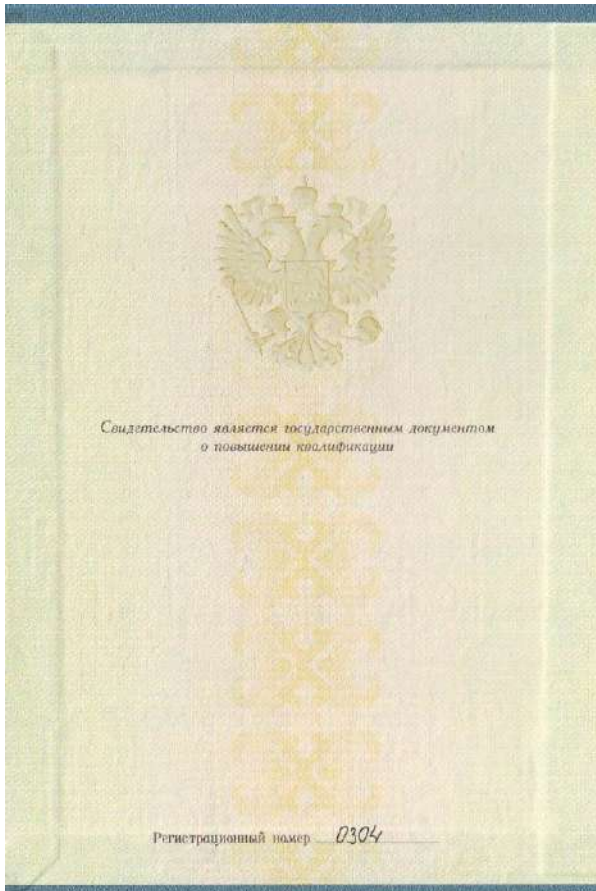 Свидетельство является государственным документом
о повышении квалификации
Регистрационный номер 0304